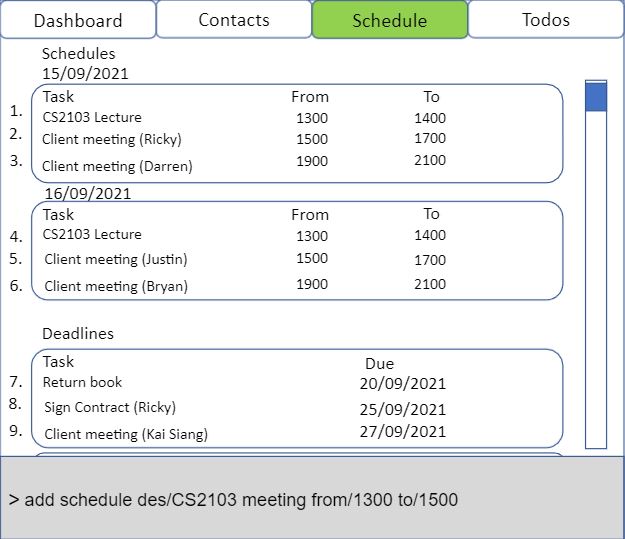 Dashboard Contacts Schedule Todos
Schedules
15/09/2021
Task From To
1. CS2103 Lecture 1300 1400
2. Client meeting (Ricky) 1500 1700
3. Client meeting (Darren) 1900 2100
16/09/2021
Task From To
4. CS2103 Lecture 1300 1400
5. Client meeting (Justin) 1500 1700
6. Client meeting (Bryan) 1900 2100
Deadlines
Task Due
7. Return book 20/09/2021
8. Sign Contract (Ricky) 25/09/2021
9. Client meeting (Kai Siang) 27/09/2021
> add schedule des/CS2103 meeting from/1300 to/1500